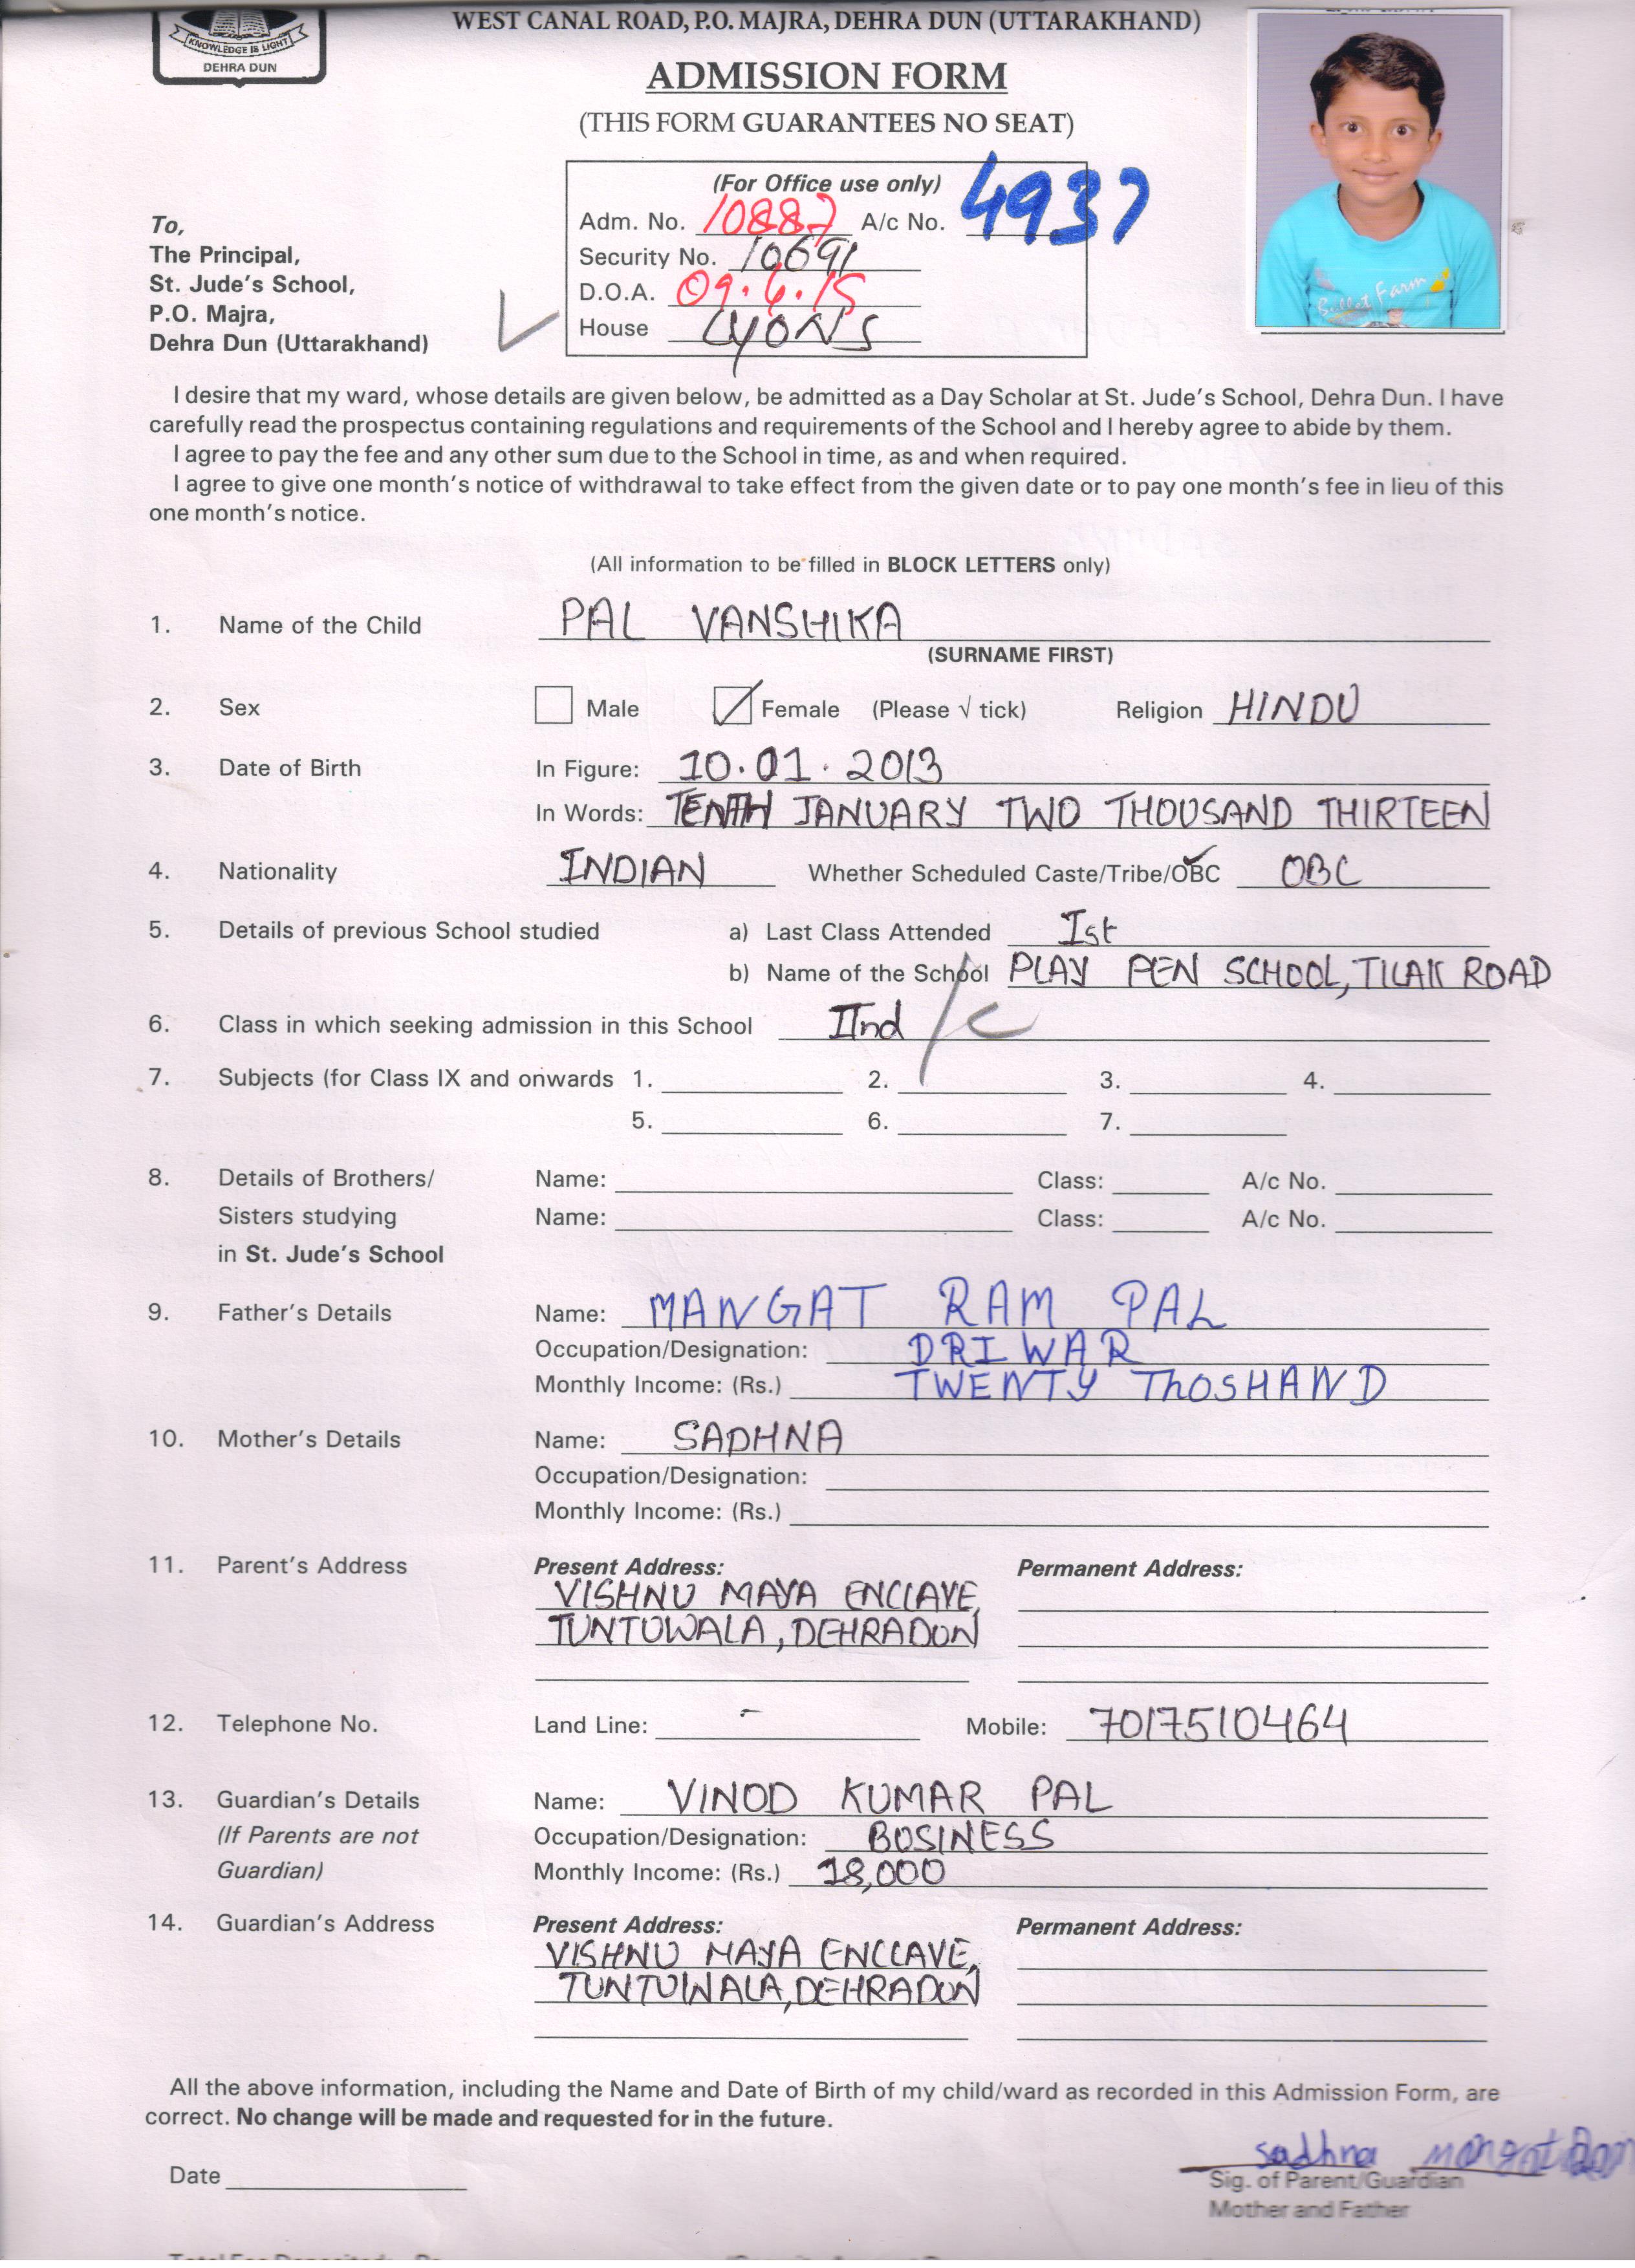 KNOWLEDGE IS LIGHT
DEHRA DUN
WEST CANAL ROAD, P.O. MAJRA, DEHRA DUN (UTTARAKHAND)
ADMISSION FORM
(THIS FORM GUARANTEES NO SEAT)
(For Office use only)
Adm. No. 10887 A/c No. 4937
Security No. 10691
D.O.A. 09.4.15
House LYONS
To,
The Principal,
St. Jude's School,
P.O. Majra,
Dehra Dun (Uttarakhand)
Bullet Farm
I desire that my ward, whose details are given below, be admitted as a Day Scholar at St. Jude's School, Dehra Dun. I have
carefully read the prospectus containing regulations and requirements of the School and I hereby agree to abide by them.
I agree to pay the fee and any other sum due to the School in time, as and when required.
I agree to give one month's notice of withdrawal to take effect from the given date or to pay one month's fee in lieu of this
one month's notice.
(All information to be filled in BLOCK LETTERS only)
1. Name of the Child PAL VANSHIKA
(SURNAME FIRST)
2. Sex Male Female (Please √ tick) Religion HINDU
3. Date of Birth In Figure: 10.01.2013
In Words: TENTH JANUARY TWO THOUSAND THIRTEEN
4. Nationality INDIAN Whether Scheduled Caste/Tribe/OBC OBC
5. Details of previous School studied a) Last Class Attended Ist
b) Name of the School PLAY PEN SCHOOL, TILAK ROAD
6. Class in which seeking admission in this School IInd / C
7. Subjects (for Class IX and onwards 1. 2. 3. 4.
5. 6. 7.
8. Details of Brothers/ Name: Class: A/c No.
Sisters studying Name: Class: A/c No.
in St. Jude's School
9. Father's Details Name: MANGAT RAM PAL
Occupation/Designation: DRIWAR
Monthly Income: (Rs.) TWENTY ThOSHAND
10. Mother's Details Name: SADHNA
Occupation/Designation:
Monthly Income: (Rs.)
11. Parent's Address Present Address: Permanent Address:
VISHNU MAYA ENCLAVE,
TUNTOWALA, DEHRADUN
12. Telephone No. Land Line: - Mobile: 7017510464
13. Guardian's Details Name: VINOD KUMAR PAL
(If Parents are not Occupation/Designation: BUSINESS
Guardian) Monthly Income: (Rs.) 18,000
14. Guardian's Address Present Address: Permanent Address:
VISHNU MAYA ENCLAVE,
TUNTUWALA, DEHRADUN
All the above information, including the Name and Date of Birth of my child/ward as recorded in this Admission Form, are
correct. No change will be made and requested for in the future.
sadhna mangat Ram
Date Sig. of Parent/Guardian
Mother and Father